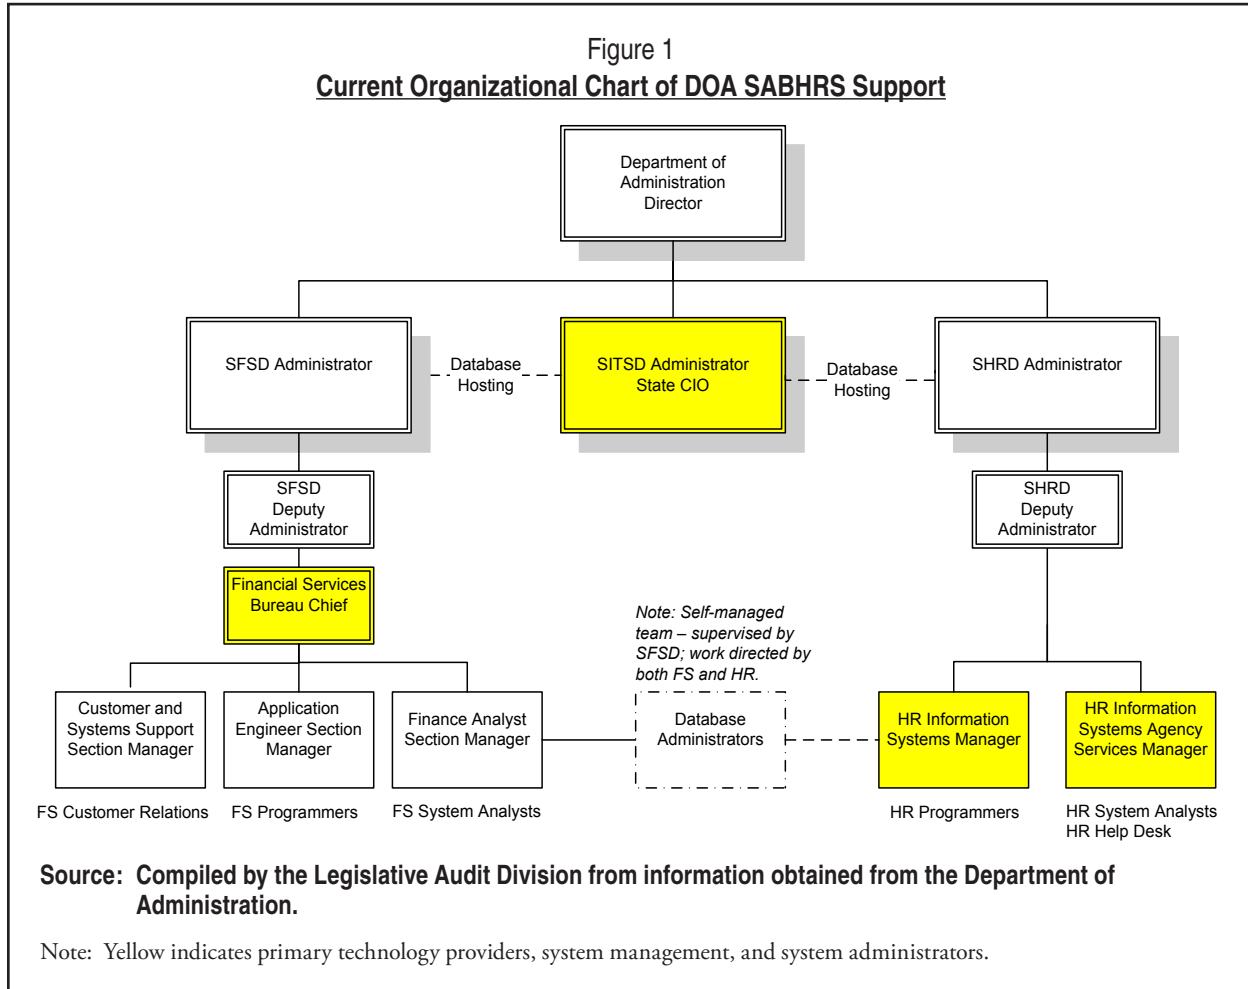 Figure 1
Current Organizational Chart of DOA SABHRS Support
Department of
Administration
Director
SFSD Administrator
Database
Hosting
SITSD Administrator
State CIO
Database
Hosting
SHRD Administrator
SFSD
Deputy
Administrator
SHRD
Deputy
Administrator
Financial Services
Bureau Chief
Note: Self-managed
team – supervised by
SFSD; work directed by
both FS and HR.
Customer and
Systems Support
Section Manager
Application
Engineer Section
Manager
Finance Analyst
Section Manager
Database
Administrators
HR Information
Systems Manager
HR Information
Systems Agency
Services Manager
FS Customer Relations
FS Programmers
FS System Analysts
HR Programmers
HR System Analysts
HR Help Desk
Source: Compiled by the Legislative Audit Division from information obtained from the Department of
Administration.
Note: Yellow indicates primary technology providers, system management, and system administrators.